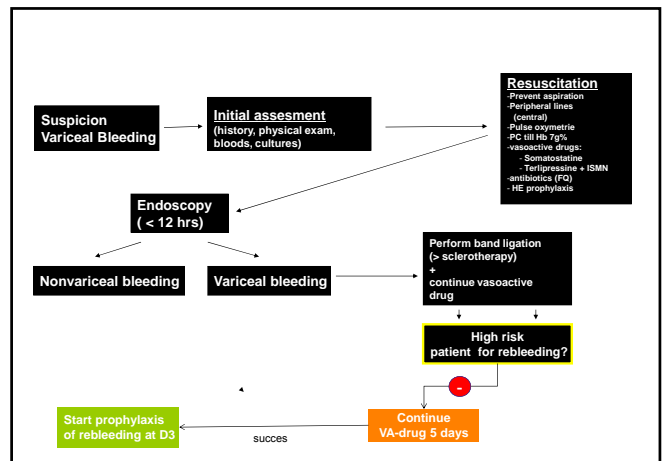 Suspicion
Variceal Bleeding
Initial assesment
(history, physical exam,
bloods, cultures)
Resuscitation
-Prevent aspiration
-Peripheral lines
(central)
-Pulse oxymetrie
-PC till Hb 7g%
-vasoactive drugs:
- Somatostatine
- Terlipressine + ISMN
-antibiotics (FQ)
- HE prophylaxis
Endoscopy
( < 12 hrs)
Nonvariceal bleeding
Variceal bleeding
Perform band ligation
(> sclerotherapy)
+
continue vasoactive
drug
High risk
patient for rebleeding?
-
Continue
VA-drug 5 days
succes
Start prophylaxis
of rebleeding at D3